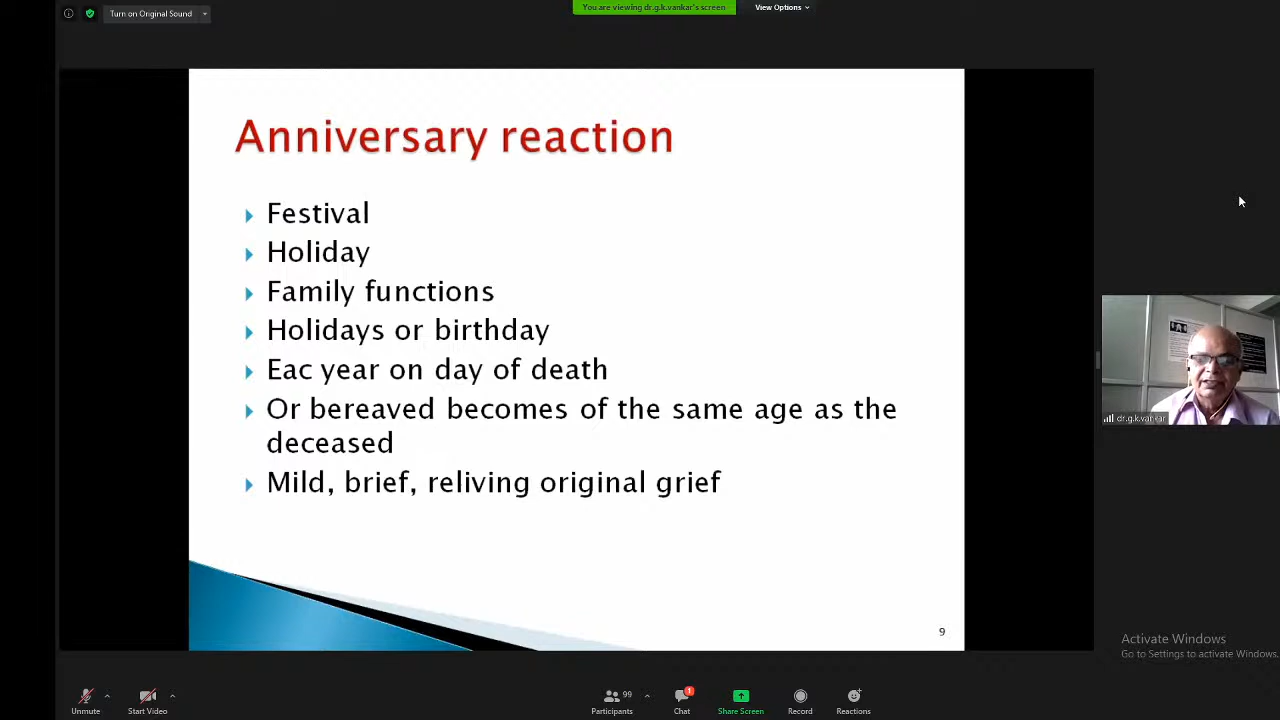 Turn on Original Sound
You are viewing dr.g.k.vankar's screen
View Options
Anniversary reaction
Festival
Holiday
Family functions
Holidays or birthday
Eac year on day of death
Or bereaved becomes of the same age as the
deceased
Mild, brief, reliving original grief
9
dr.g.k.vankar
Activate Windows
Go to Settings to activate Windows.
Unmute
Start Video
99
Participants
1
Chat
Share Screen
Record
Reactions